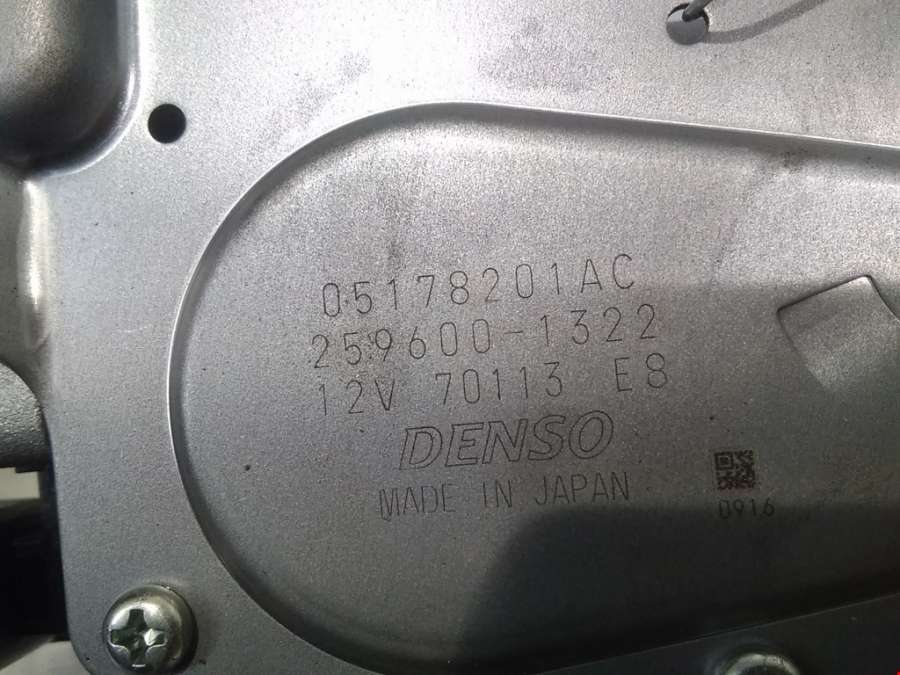 05178201AC
259600-1322
12V 70113 E8
DENSO
MADE IN JAPAN
0916